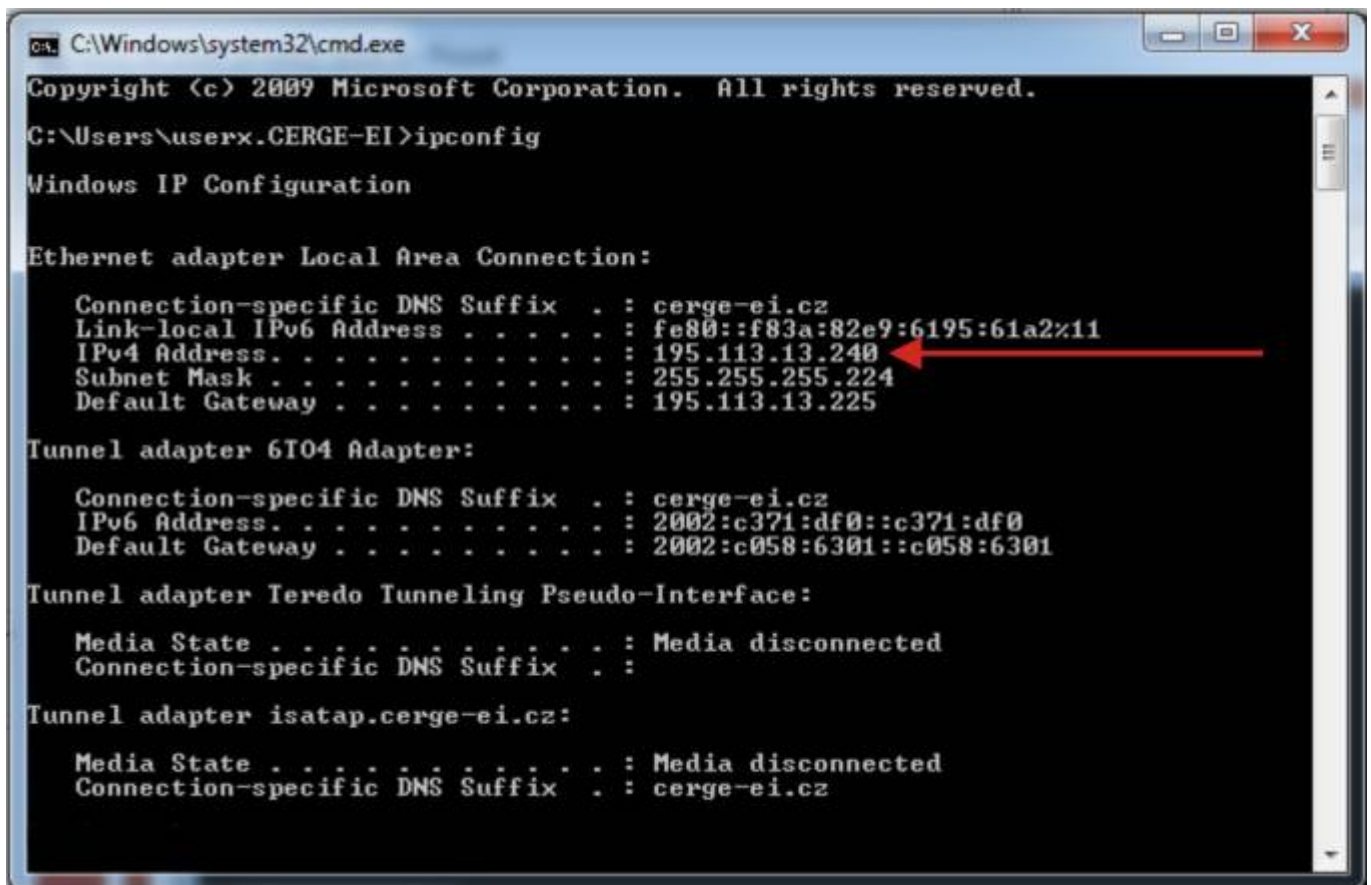 C:\Windows\system32\cmd.exe
Copyright (c) 2009 Microsoft Corporation.  All rights reserved.
C:\Users\userx.CERGE-EI>ipconfig
Windows IP Configuration
Ethernet adapter Local Area Connection:
   Connection-specific DNS Suffix  . : cerge-ei.cz
   Link-local IPv6 Address . . . . . : fe80::f83a:82e9:6195:61a2%11
   IPv4 Address. . . . . . . . . . . : 195.113.13.240
   Subnet Mask . . . . . . . . . . . : 255.255.255.224
   Default Gateway . . . . . . . . . : 195.113.13.225
Tunnel adapter 6TO4 Adapter:
   Connection-specific DNS Suffix  . : cerge-ei.cz
   IPv6 Address. . . . . . . . . . . : 2002:c371:df0::c371:df0
   Default Gateway . . . . . . . . . : 2002:c058:6301::c058:6301
Tunnel adapter Teredo Tunneling Pseudo-Interface:
   Media State . . . . . . . . . . . : Media disconnected
   Connection-specific DNS Suffix  . :
Tunnel adapter isatap.cerge-ei.cz:
   Media State . . . . . . . . . . . : Media disconnected
   Connection-specific DNS Suffix  . : cerge-ei.cz